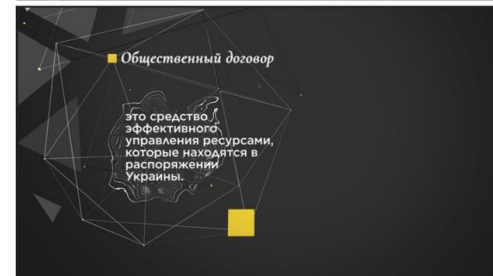 Общественный договор
это средство
эффективного
управления ресурсами,
которые находятся в
распоряжении
Украины.